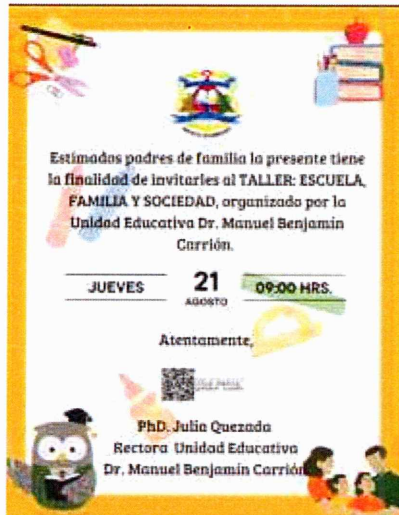 Estimados padres de familia la presente tiene
la finalidad de invitarles al TALLER: ESCUELA,
FAMILIA Y SOCIEDAD, organizado por la
Unidad Educativa Dr. Manuel Benjamín
Carrión.
JUEVES
21
AGOSTO
09:00 HRS.
Atentamente,
PhD. Julia Quezada
Rectora Unidad Educativa
Dr. Manuel Benjamín Carrión